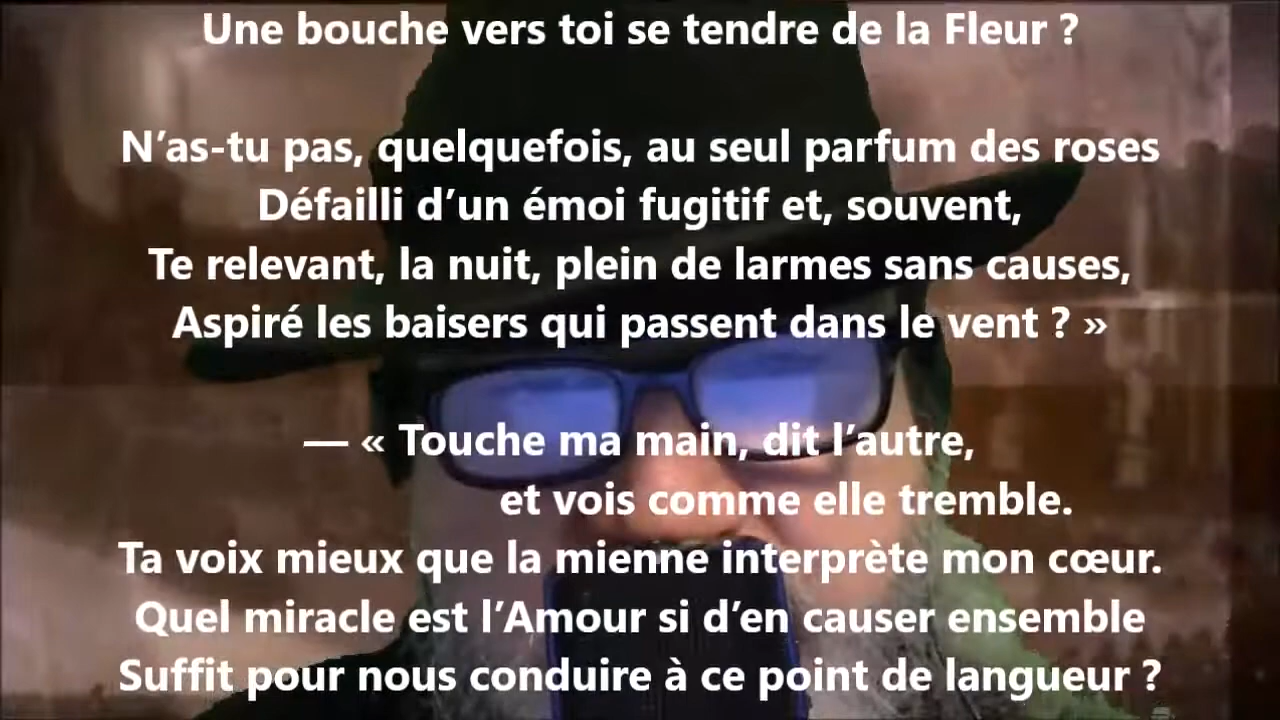 Une bouche vers toi se tendre de la Fleur ?
N’as-tu pas, quelquefois, au seul parfum des roses
Défailli d’un émoi fugitif et, souvent,
Te relevant, la nuit, plein de larmes sans causes,
Aspiré les baisers qui passent dans le vent ? »
— « Touche ma main, dit l’autre,
et vois comme elle tremble.
Ta voix mieux que la mienne interprète mon cœur.
Quel miracle est l’Amour si d’en causer ensemble
Suffit pour nous conduire à ce point de langueur ?